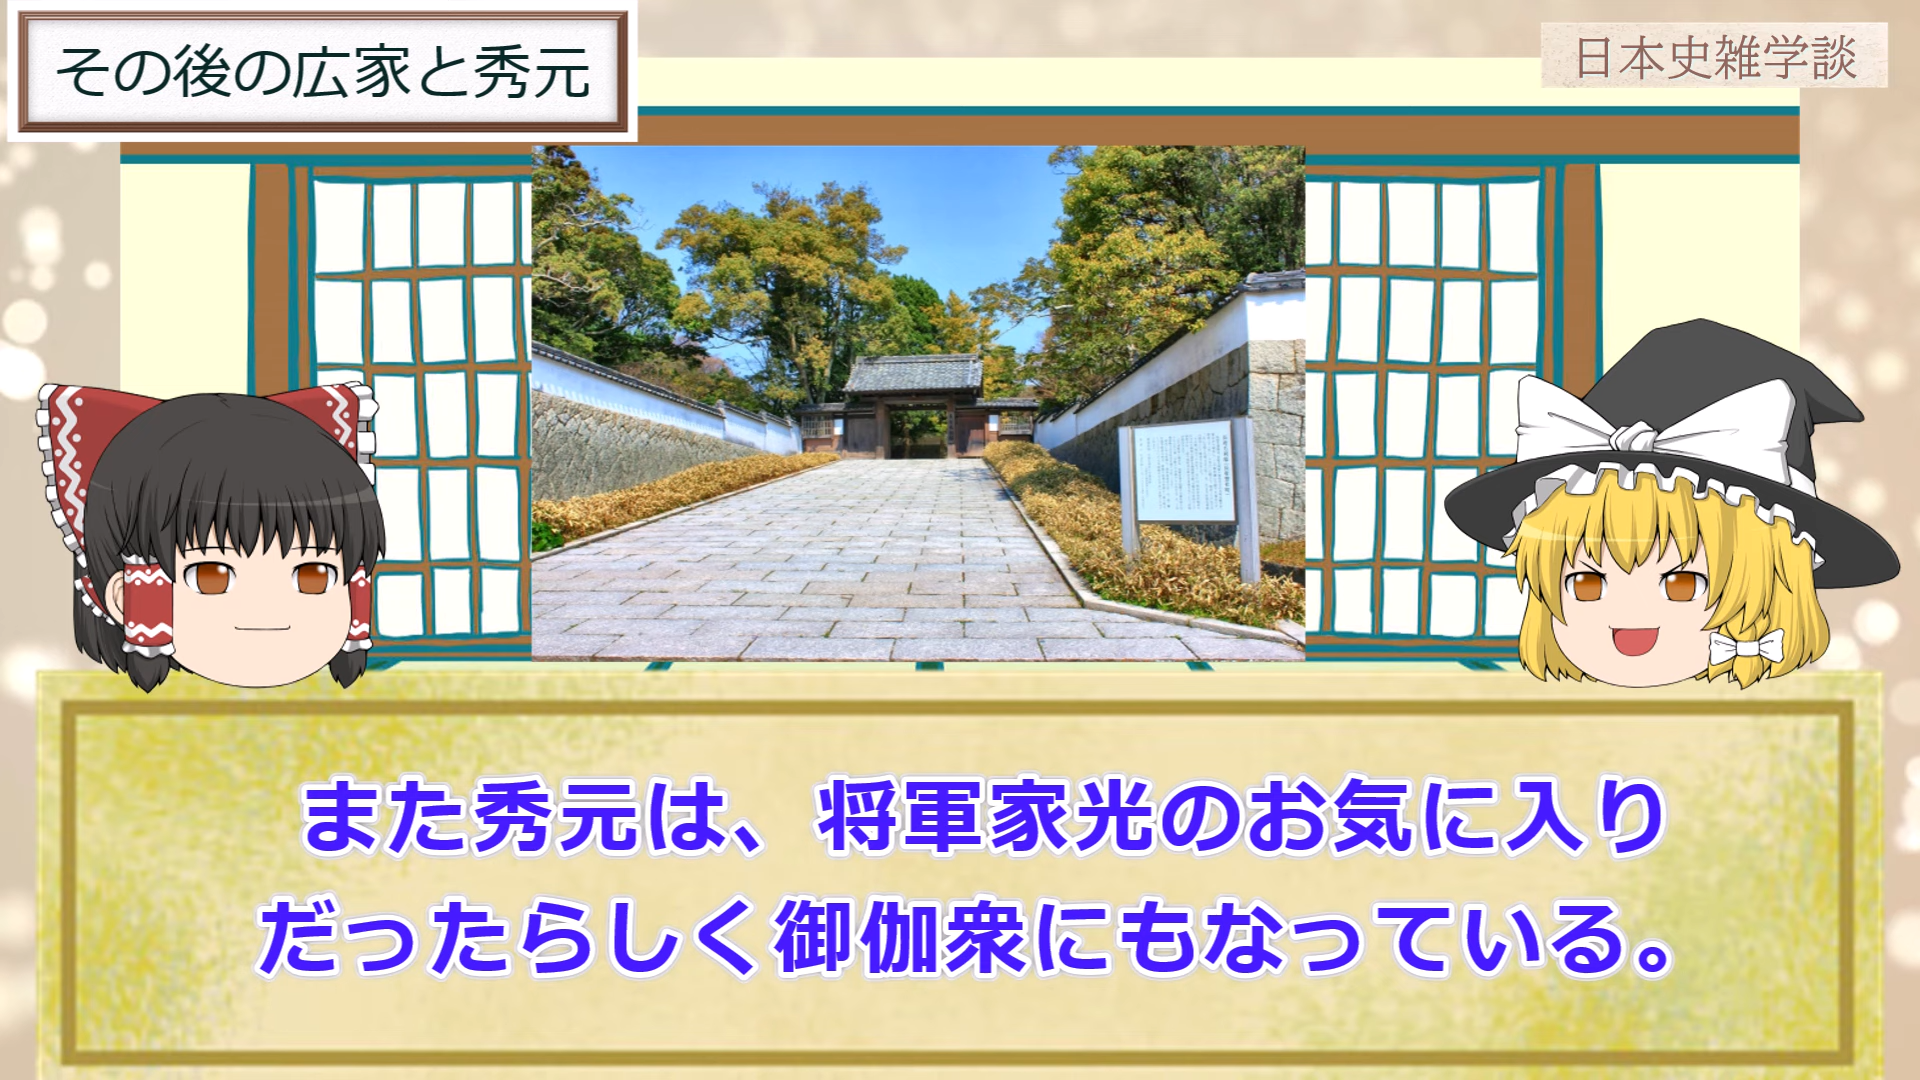 その後の広家と秀元
日本史雑学談
また秀元は、将軍家光のお気に入り
だったらしく御伽衆にもなっている。